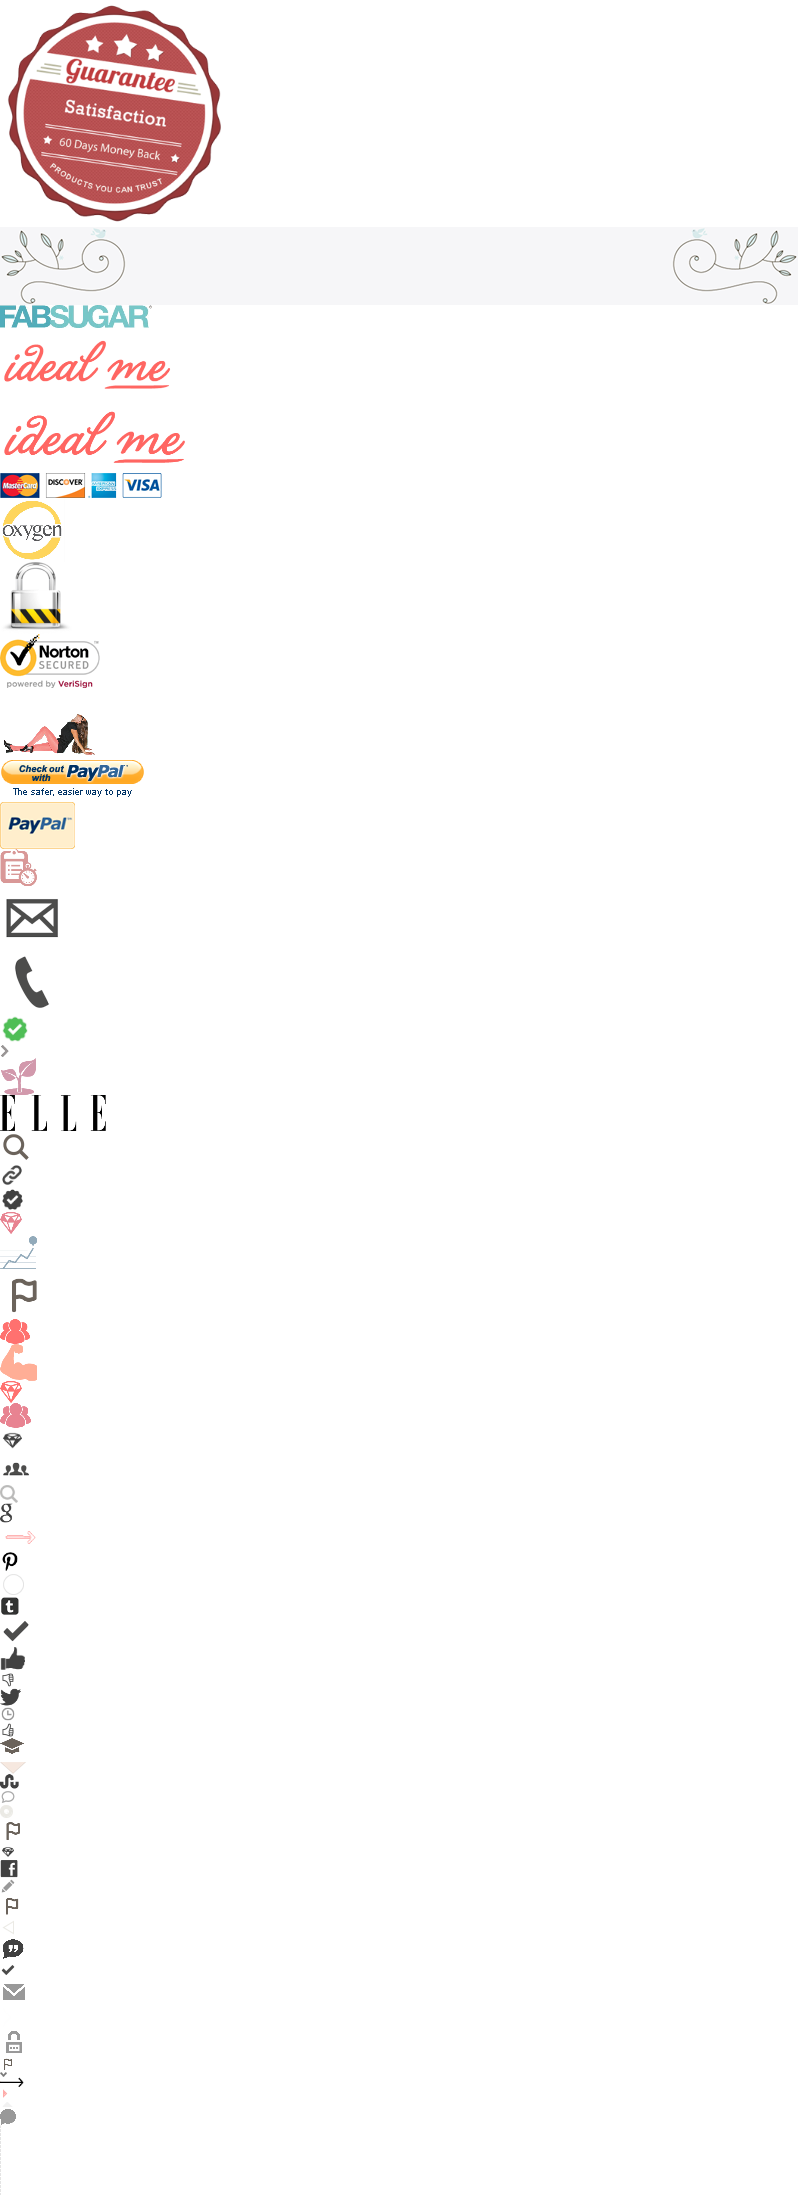 Guarantee
Satisfaction
60 Days Money Back
PRODUCTS YOU CAN TRUST
FABSUGAR
ideal me
ideal me
MasterCard DISCOVER AMERICAN EXPRESS VISA
oxygen
Norton
SECURED
powered by VeriSign
Check out
with PayPal
The safer, easier way to pay
PayPal
ELLE
g
t
f